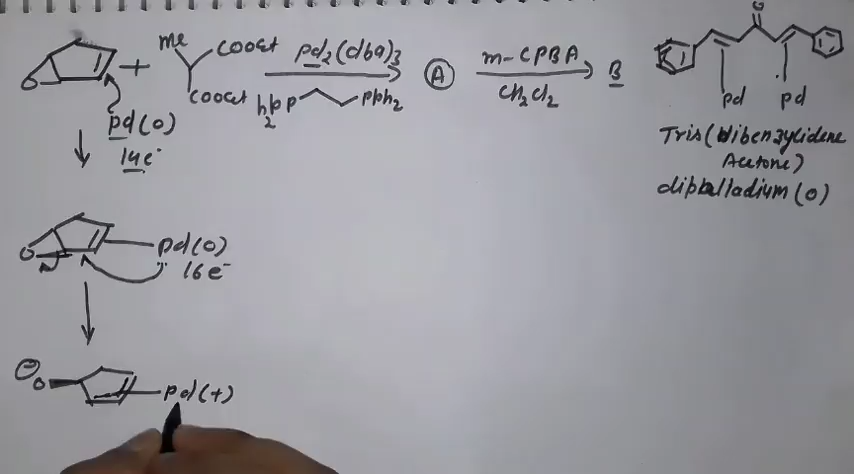 O + Me COOEt COOEt pd2(dba)3 h2pp pph2 A m-CPBA CH2Cl2 B
O
pd pd
pd(0)
14e-
Tris(dibenzylidene
Acetone)
dipalladium(0)
O pd(0)
16e-
⊖O pd(+)